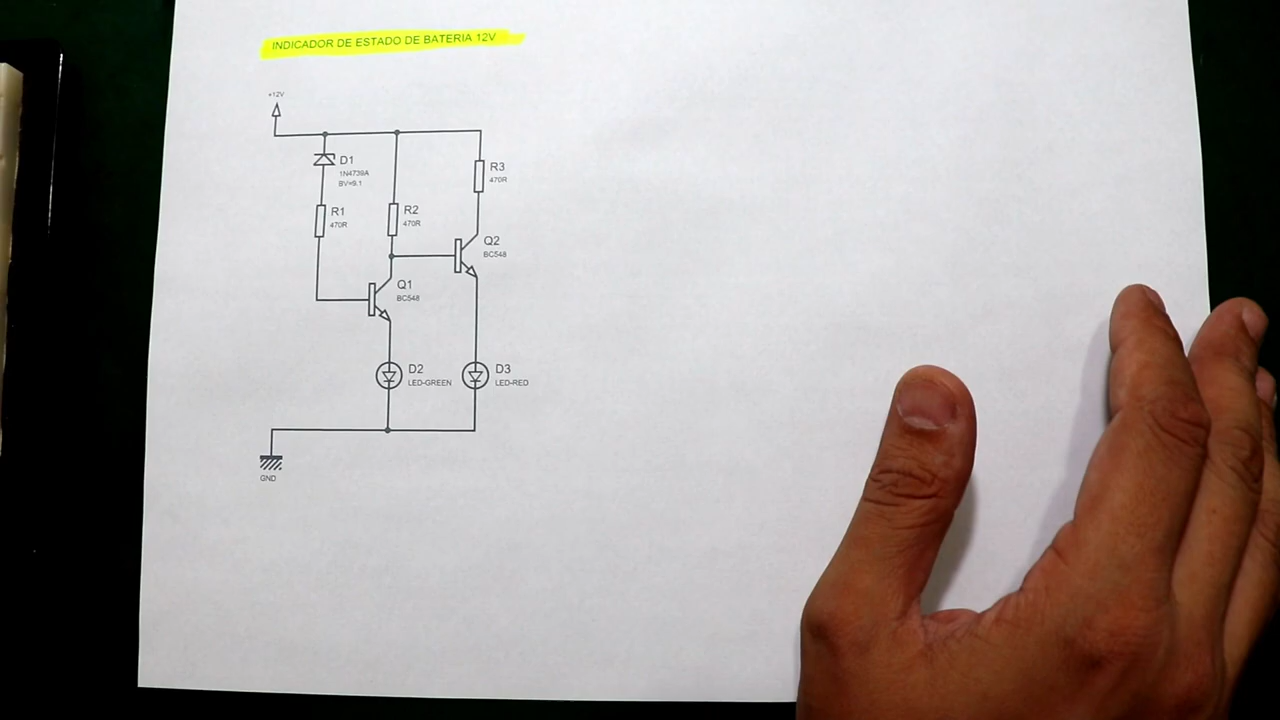 INDICADOR DE ESTADO DE BATERIA 12V
+12V
D1
1N4739A
BV=9.1
R1
470R
R2
470R
R3
470R
Q2
BC548
Q1
BC548
D2
LED-GREEN
D3
LED-RED
GND